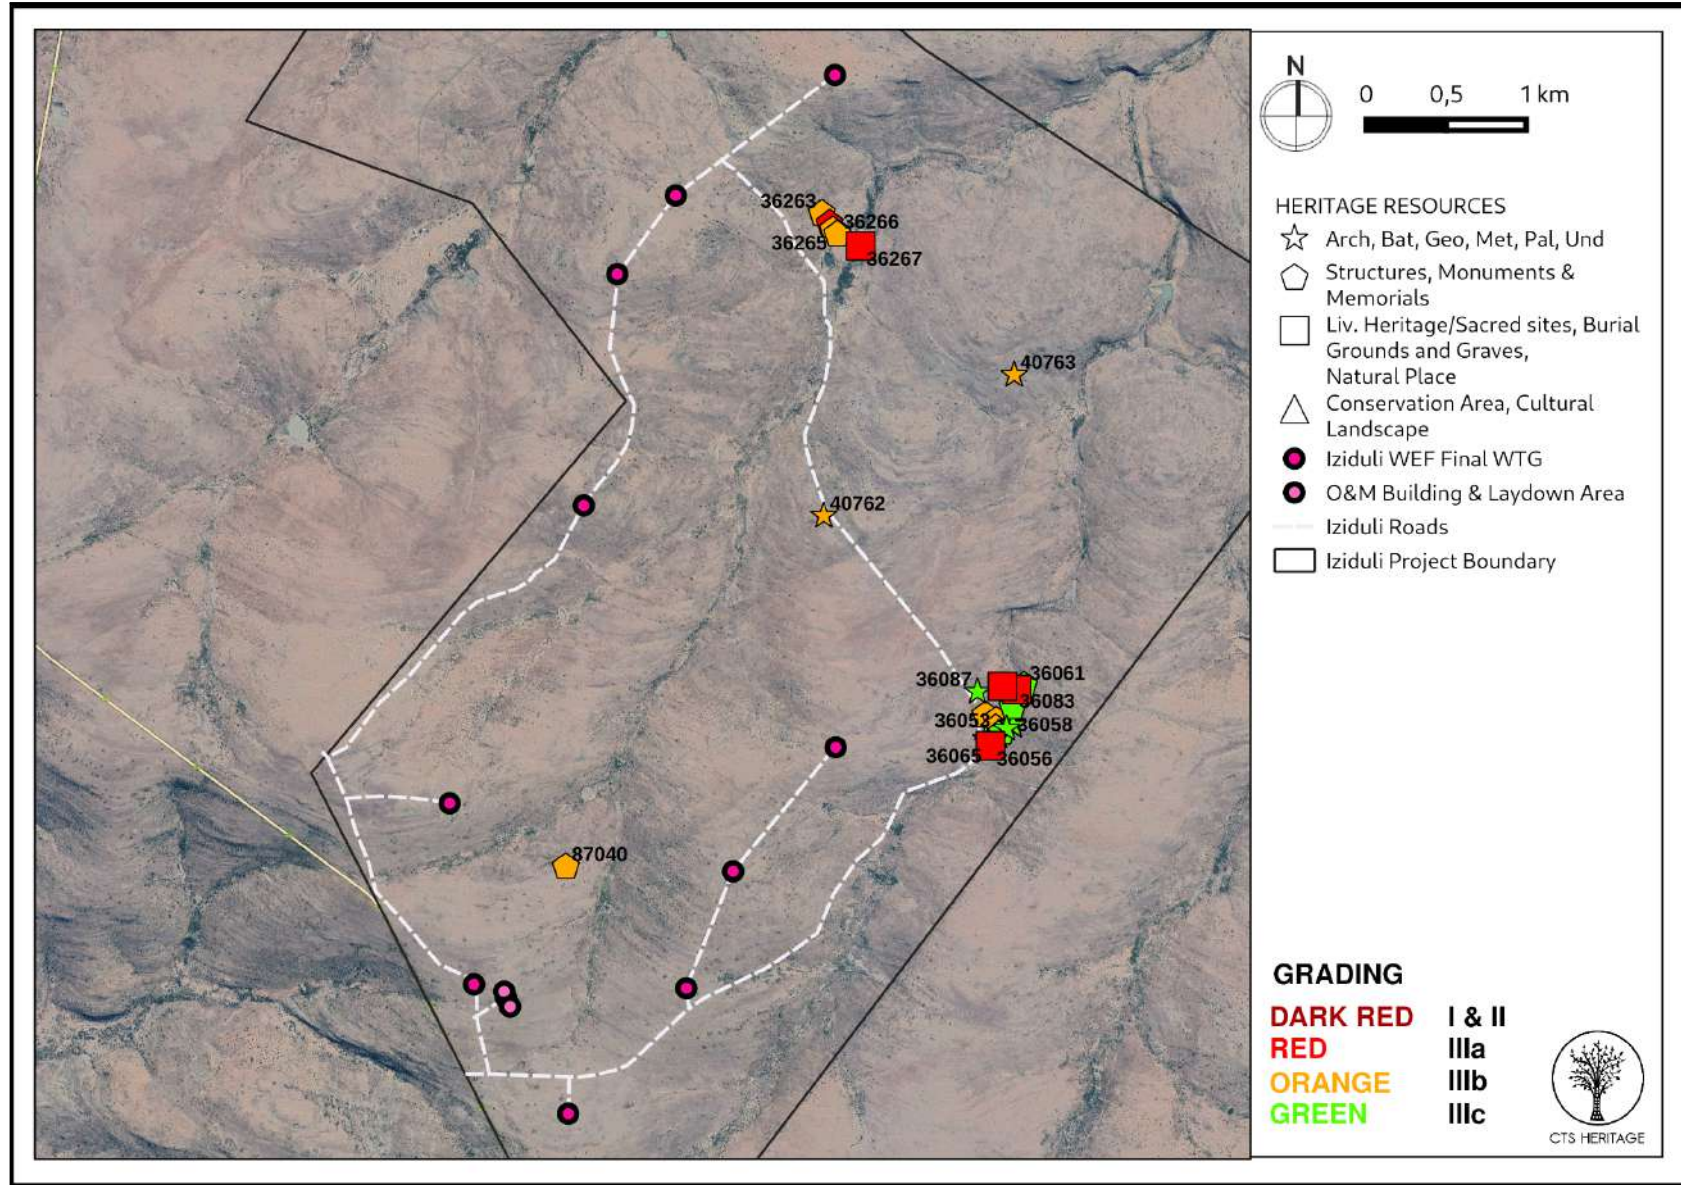 N
0 0,5 1 km
HERITAGE RESOURCES
Arch, Bat, Geo, Met, Pal, Und
Structures, Monuments &
Memorials
Liv. Heritage/Sacred sites, Burial
Grounds and Graves,
Natural Place
Conservation Area, Cultural
Landscape
Iziduli WEF Final WTG
O&M Building & Laydown Area
Iziduli Roads
Iziduli Project Boundary
36263
36266
36265
36267
40763
40762
36087
36061
36083
36053
36058
36065
36056
87040
GRADING
DARK RED I & II
RED IIIa
ORANGE IIIb
GREEN IIIc
CTS HERITAGE